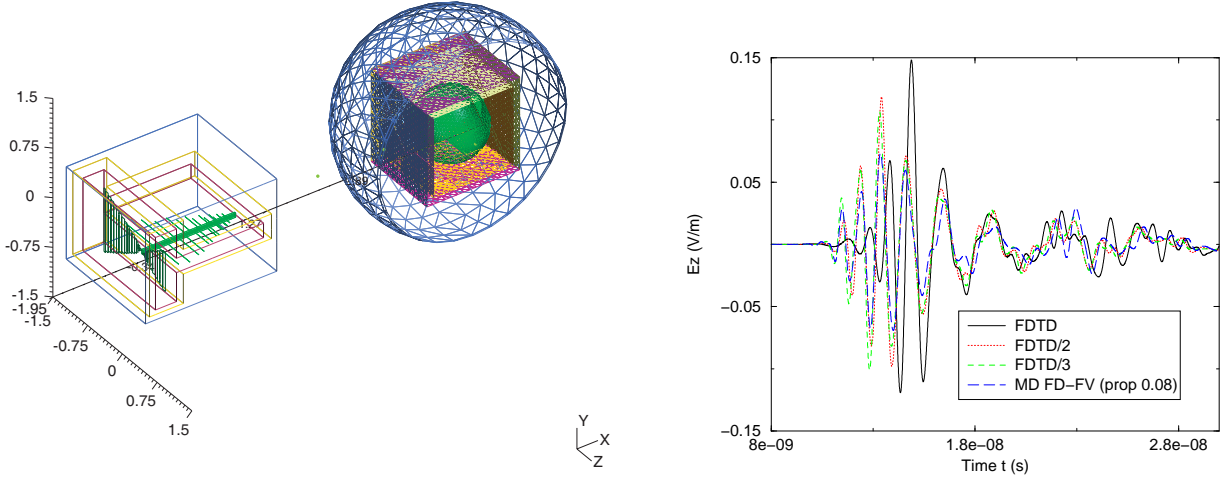 1.5
0.75
0
-0.75
-1.5
-1.95
-1.5
-0.75
0
0.75
1.5
1.27
Y
X
Z
0.15
0.05
−0.05
−0.15
8e−09
1.8e−08
2.8e−08
Ez (V/m)
Time t (s)
FDTD
FDTD/2
FDTD/3
MD FD−FV (prop 0.08)